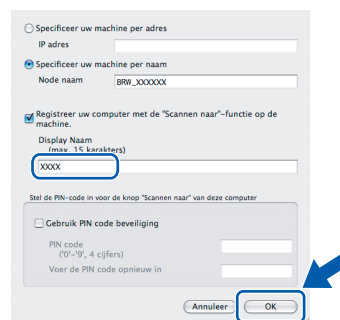 Specificeer uw machine per adres
IP adres
Specificeer uw machine per naam
Node naam
BRW_XXXXXX
Registreer uw computer met de "Scannen naar"-functie op de
machine.
Display Naam
(max. 15 karakters)
XXXX
Stel de PIN-code in voor de knop "Scannen naar" van deze computer
Gebruik PIN code beveiliging
PIN code
('0'-'9', 4 cijfers)
Voer de PIN code opnieuw in
Annuleer
OK